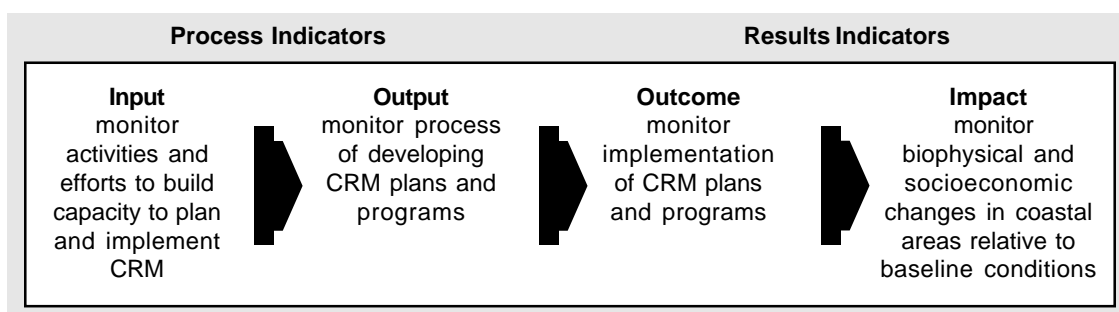 Process Indicators
Results Indicators
Input
monitor
activities and
efforts to build
capacity to plan
and implement
CRM
Output
monitor process
of developing
CRM plans and
programs
Outcome
monitor
implementation
of CRM plans
and programs
Impact
monitor
biophysical and
socioeconomic
changes in coastal
areas relative to
baseline conditions